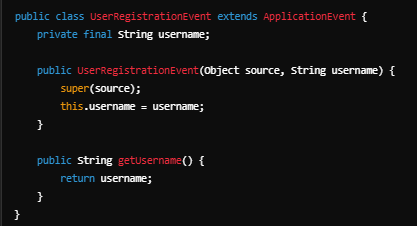 public class UserRegistrationEvent extends ApplicationEvent {
    private final String username;

    public UserRegistrationEvent(Object source, String username) {
        super(source);
        this.username = username;
    }

    public String getUsername() {
        return username;
    }
}